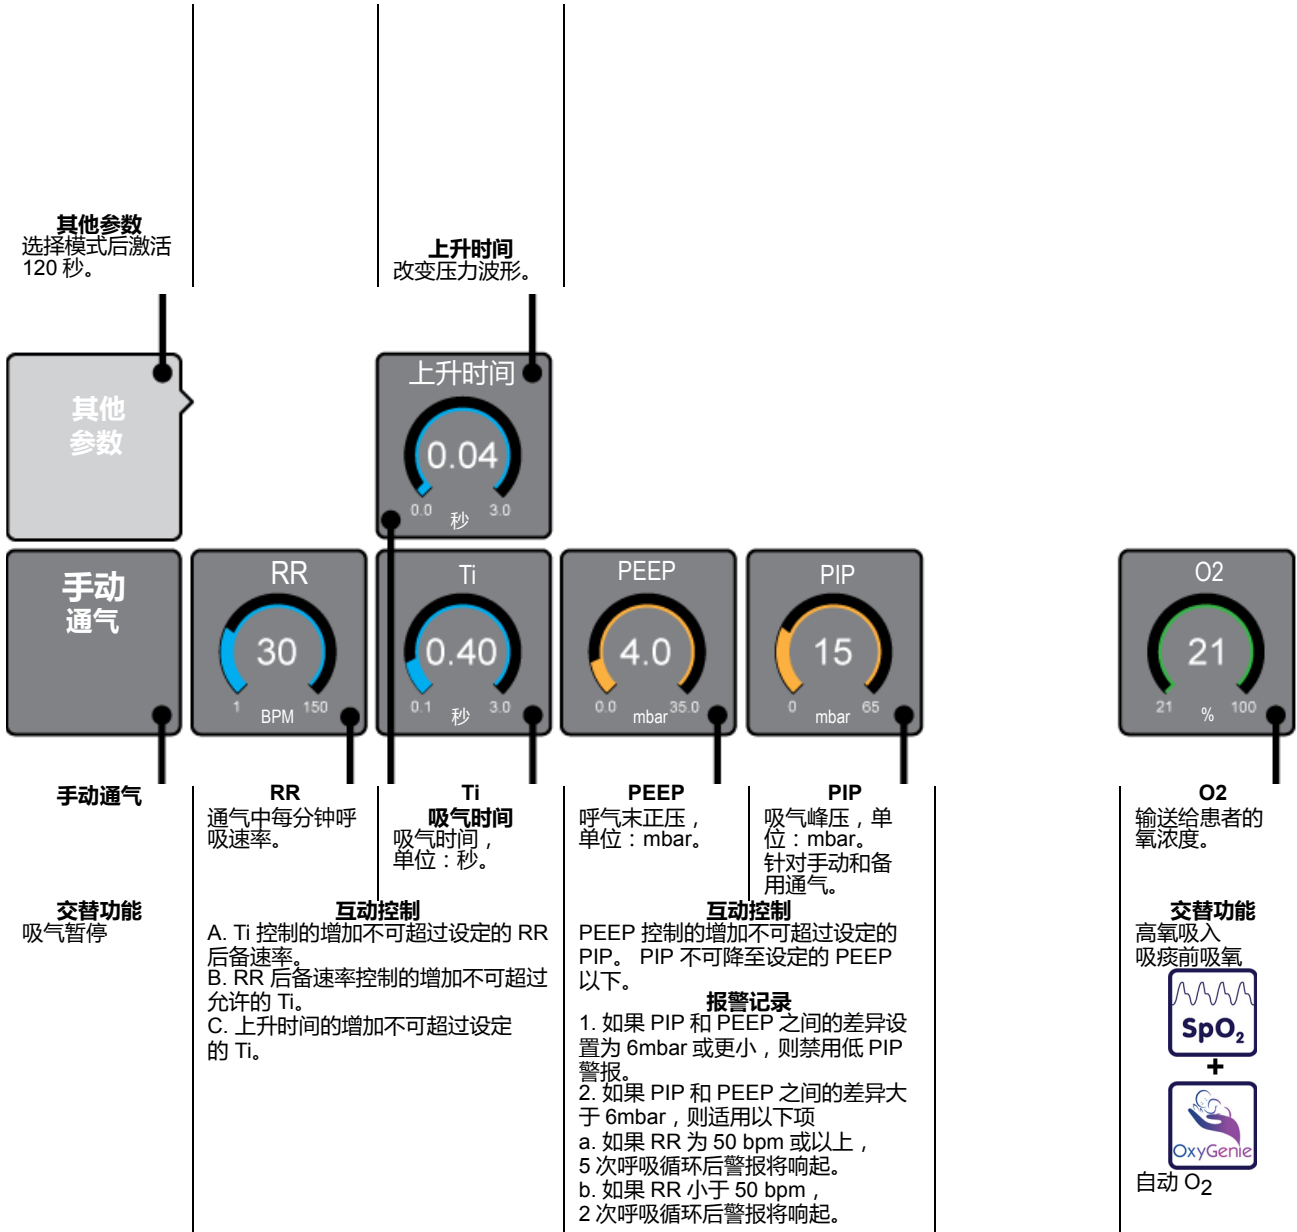 其他参数
选择模式后激活
120 秒。
上升时间
改变压力波形。
其他
参数
上升时间
0.04
0.0
秒
3.0
手动
通气
RR
30
1
BPM
150
Ti
0.40
0.1
秒
3.0
PEEP
4.0
0.0
mbar
35.0
PIP
15
0
mbar
65
O2
21
21
%
100
手动通气
交替功能
吸气暂停
RR
通气中每分钟呼
吸速率。
Ti
吸气时间
吸气时间，
单位：秒。
互动控制
A. Ti 控制的增加不可超过设定的 RR
后备速率。
B. RR 后备速率控制的增加不可超过
允许的 Ti。
C. 上升时间的增加不可超过设定
的 Ti。
PEEP
呼气末正压，
单位：mbar。
PIP
吸气峰压，单
位：mbar。
针对手动和备
用通气。
互动控制
PEEP 控制的增加不可超过设定的
PIP。 PIP 不可降至设定的 PEEP
以下。
报警记录
1. 如果 PIP 和 PEEP 之间的差异设
置为 6mbar 或更小，则禁用低 PIP
警报。
2. 如果 PIP 和 PEEP 之间的差异大
于 6mbar，则适用以下项
a. 如果 RR 为 50 bpm 或以上，
5 次呼吸循环后警报将响起。
b. 如果 RR 小于 50 bpm，
2 次呼吸循环后警报将响起。
O2
输送给患者的
氧浓度。
交替功能
高氧吸入
吸痰前吸氧
SpO₂
+
OxyGenie
自动 O₂